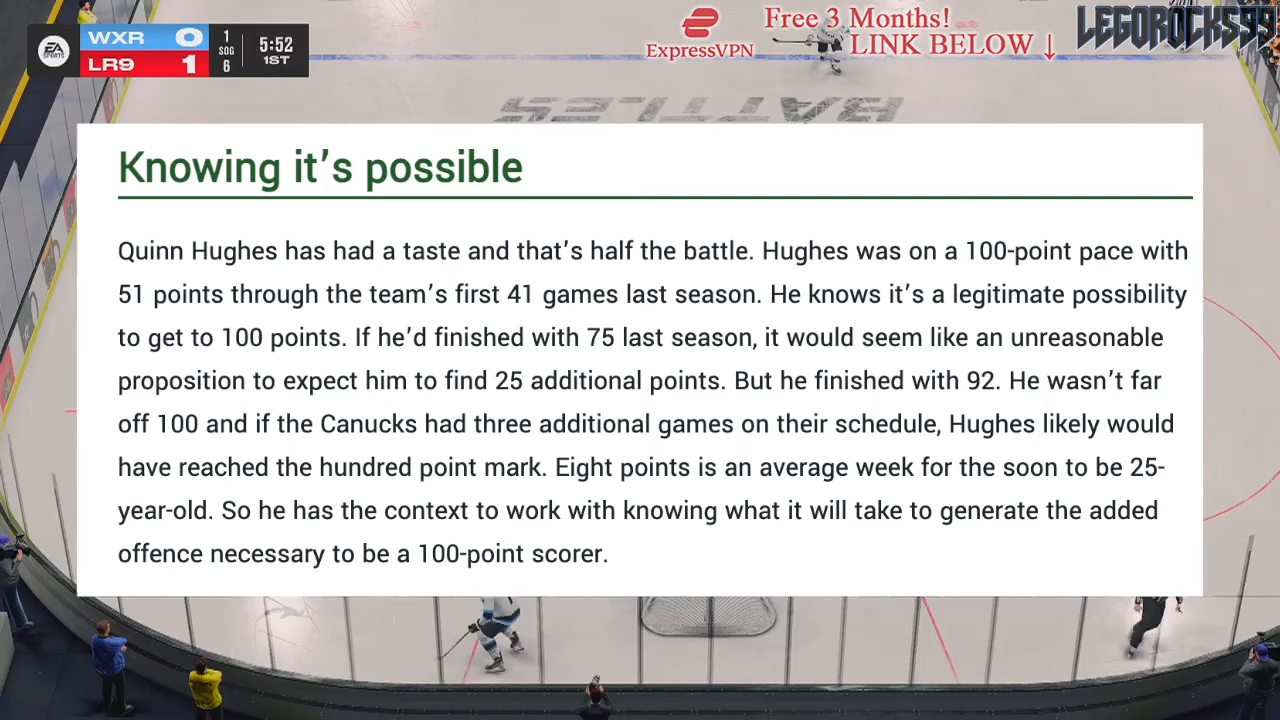 EA
SPORTS
WXR 0
LR9 1
1
SOG
6
5:52
1ST
ExpressVPN
Free 3 Months!
LINK BELOW ↓
LEGOROCKS99
BATTLES
Knowing it's possible
Quinn Hughes has had a taste and that's half the battle. Hughes was on a 100-point pace with
51 points through the team's first 41 games last season. He knows it's a legitimate possibility
to get to 100 points. If he'd finished with 75 last season, it would seem like an unreasonable
proposition to expect him to find 25 additional points. But he finished with 92. He wasn't far
off 100 and if the Canucks had three additional games on their schedule, Hughes likely would
have reached the hundred point mark. Eight points is an average week for the soon to be 25-
year-old. So he has the context to work with knowing what it will take to generate the added
offence necessary to be a 100-point scorer.